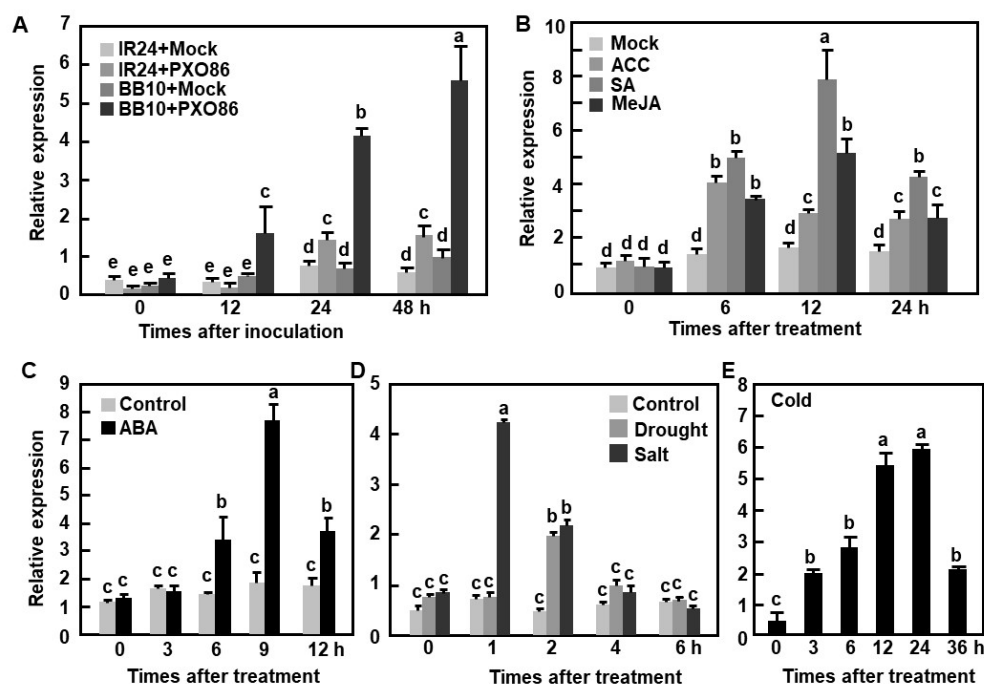 A
7
6
5
4
3
2
1
0
Relative expression
IR24+Mock
IR24+PXO86
BB10+Mock
BB10+PXO86
e e e e
e e e c
d c d b
d c d a
0 12 24 48 h
Times after inoculation
B
10
8
6
4
2
0
Relative expression
Mock
ACC
SA
MeJA
d d d d
d b b b
d c a b
d c b c
0 6 12 24 h
Times after treatment
C
9
8
7
6
5
4
3
2
1
0
Relative expression
Control
ABA
c c
c c
c b
c a
c b
0 3 6 9 12 h
Times after treatment
D
5
4
3
2
1
0
Control
Drought
Salt
c c c
c c a
c b b
c c c
c c c
0 1 2 4 6 h
Times after treatment
E
8
7
6
5
4
3
2
1
0
Cold
c b b a a b
0 3 6 12 24 36 h
Times after treatment